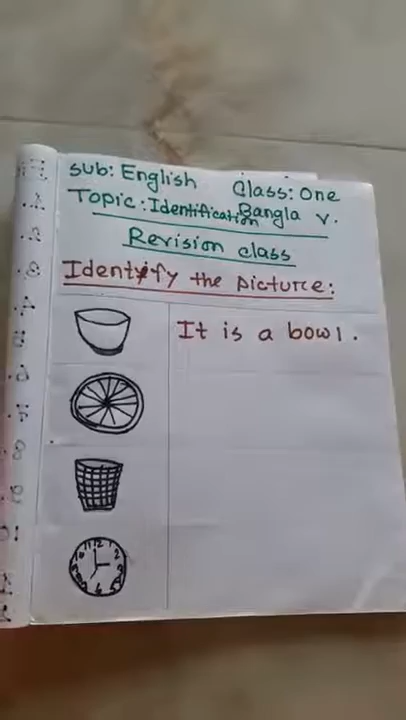 sub: English Class: One
Topic: Identification Bangla v.
Revision class
Identify the picture:
It is a bowl.